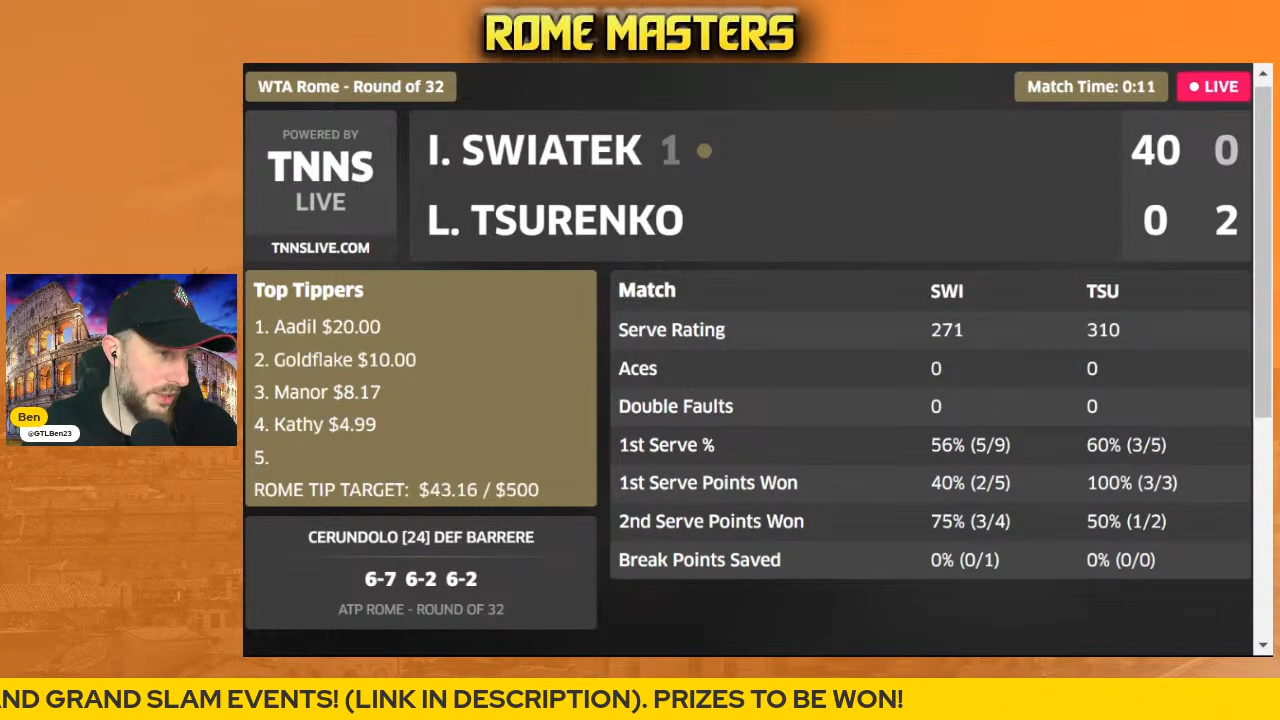 ROME MASTERS
WTA Rome - Round of 32
Match Time: 0:11
LIVE
POWERED BY
TNNS
LIVE
TNNSLIVE.COM
I. SWIATEK 1 40 0
L. TSURENKO 0 2
Top Tippers
1. Aadil $20.00
2. Goldflake $10.00
3. Manor $8.17
4. Kathy $4.99
5.
ROME TIP TARGET: $43.16 / $500
Match SWI TSU
Serve Rating 271 310
Aces 0 0
Double Faults 0 0
1st Serve % 56% (5/9) 60% (3/5)
1st Serve Points Won 40% (2/5) 100% (3/3)
2nd Serve Points Won 75% (3/4) 50% (1/2)
Break Points Saved 0% (0/1) 0% (0/0)
CERUNDOLO [24] DEF BARRERE
6-7 6-2 6-2
ATP ROME - ROUND OF 32
Ben
@GTLBen23
ND GRAND SLAM EVENTS! (LINK IN DESCRIPTION). PRIZES TO BE WON!